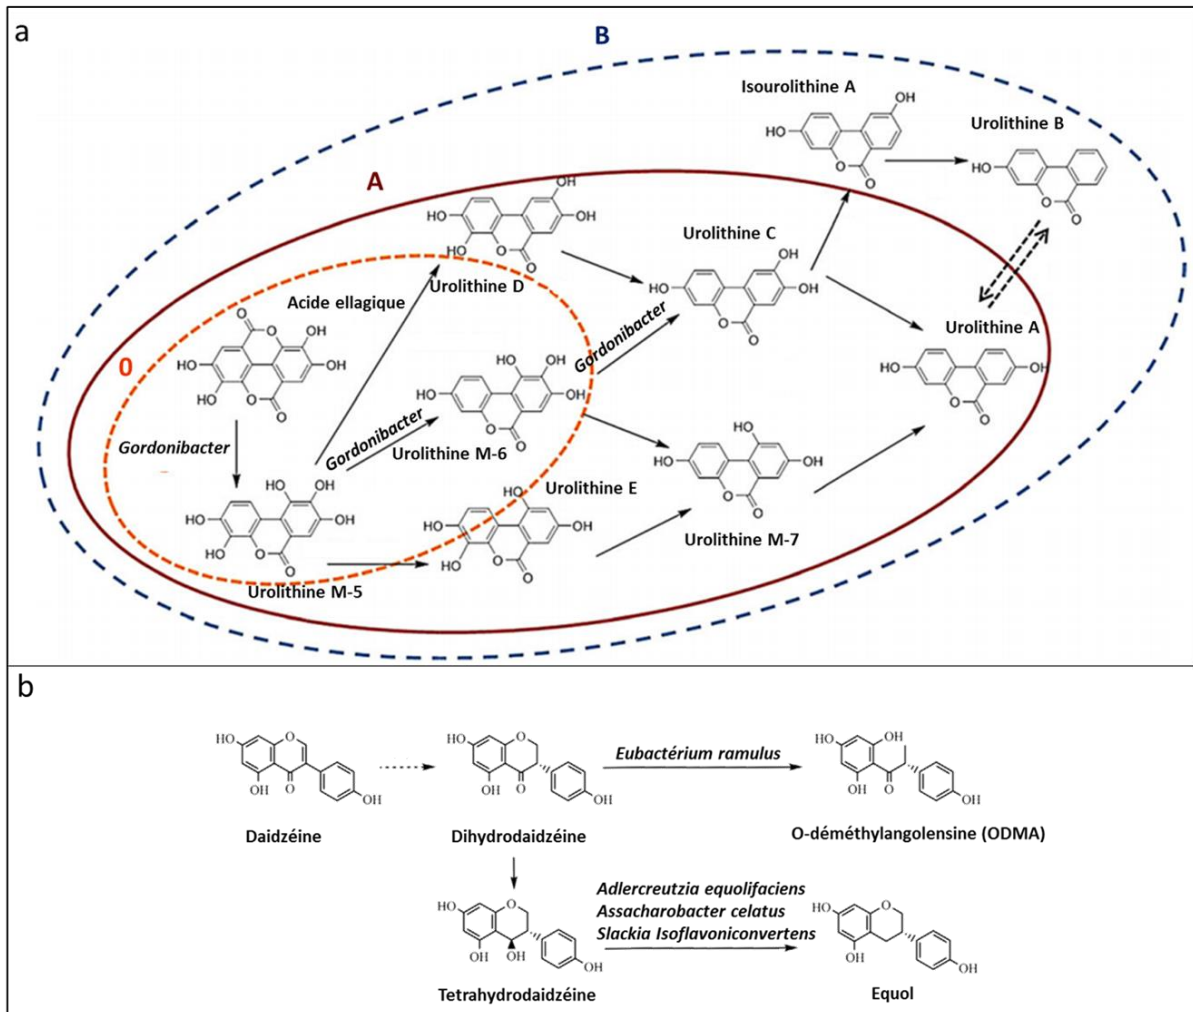 a
B
Isourolithine A
OH
HO
O
O
Urolithine B
HO
O
O
A
OH
HO
OH
HO
O
O
Urolithine D
Urolithine C
OH
HO
OH
O
O
Acide ellagique
O
O
OH
HO
OH
HO
O
O
0
Gordonibacter
Gordonibacter
Urolithine A
HO
OH
O
O
HO
OH
HO
OH
O
O
Urolithine M-6
Gordonibacter
HO
HO
OH
O
O
Urolithine M-7
HO
OH
HO
OH
HO
O
O
Urolithine M-5
Urolithine E
HO
HO
OH
HO
O
O
b
HO
O
OH
O
OH
Daidzéine
HO
O
OH
O
OH
Dihydrodaidzéine
Eubactérium ramulus
HO
OH
OH
O
OH
O-déméthylangolensine (ODMA)
HO
O
OH
OH
OH
Tetrahydrodaidzéine
Adlercreutzia equolifaciens
Assacharobacter celatus
Slackia Isoflavoniconvertens
HO
O
OH
OH
Equol